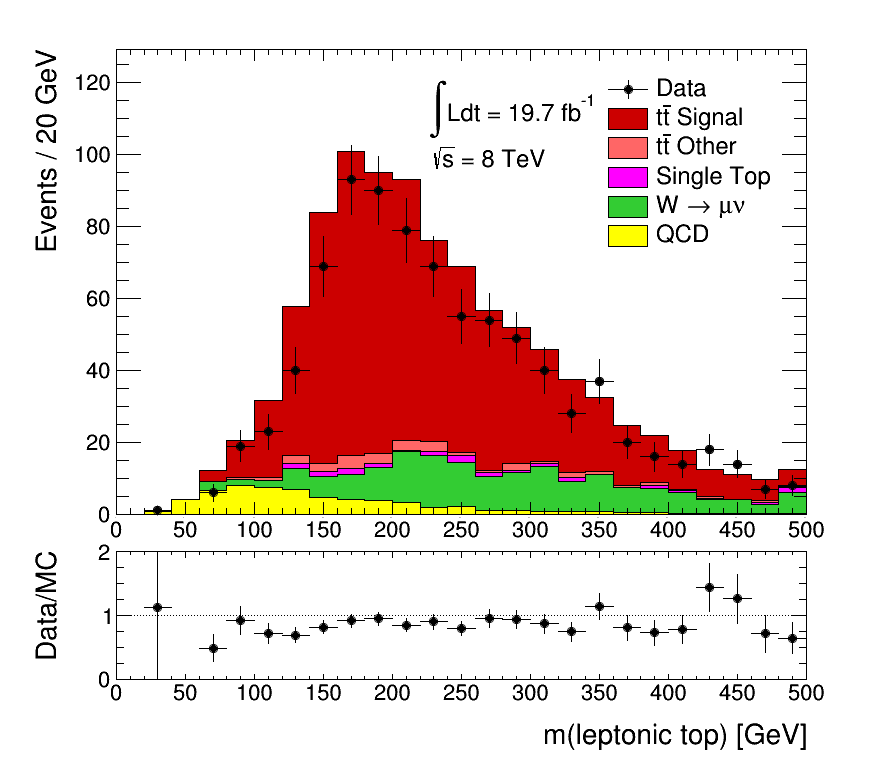 Events / 20 GeV
120
100
80
60
40
20
0
∫Ldt = 19.7 fb⁻¹
√s = 8 TeV
Data
tt̄ Signal
tt̄ Other
Single Top
W → μν
QCD
0 50 100 150 200 250 300 350 400 450 500
Data/MC
2
1
0
0 50 100 150 200 250 300 350 400 450 500
m(leptonic top) [GeV]